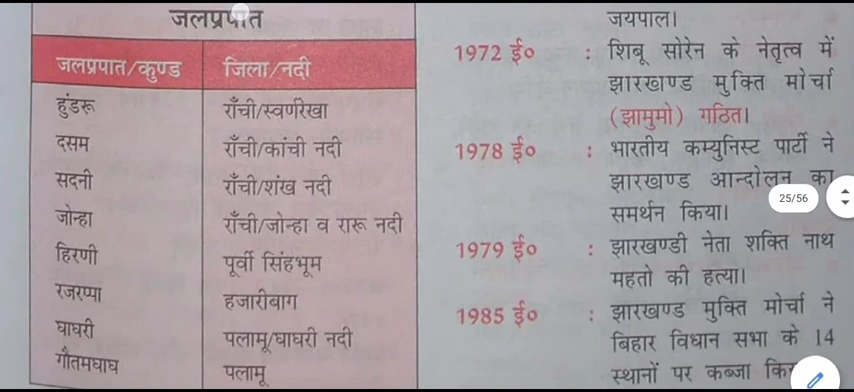 जलप्रपात
जलप्रपात/कुण्ड जिला/नदी
हुंडरू राँची/स्वर्णरेखा
दसम राँची/कांची नदी
सदनी राँची/शंख नदी
जोन्हा राँची/जोन्हा व रारू नदी
हिरणी पूर्वी सिंहभूम
रजरप्पा हजारीबाग
घाघरी पलामू/घाघरी नदी
गौतमघाघ पलामू
जयपाल।
1972 ई० : शिबू सोरेन के नेतृत्व में
झारखण्ड मुक्ति मोर्चा
(झामुमो) गठित।
1978 ई० : भारतीय कम्युनिस्ट पार्टी ने
झारखण्ड आन्दोलन का
समर्थन किया।
1979 ई० : झारखण्डी नेता शक्ति नाथ
महतो की हत्या।
1985 ई० : झारखण्ड मुक्ति मोर्चा ने
बिहार विधान सभा के 14
स्थानों पर कब्जा
25/56